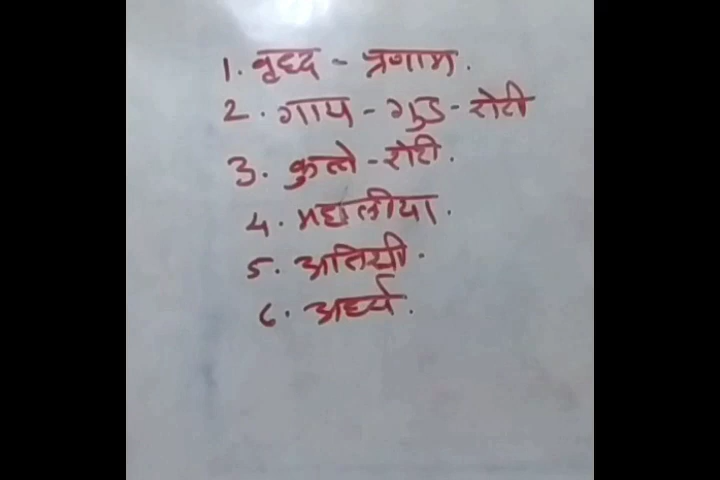 1. वृद्द - प्रणाम.
2. गाय - गुड - रोटी
3. कुत्ते - रोटी.
4. मछलीया.
5. अतिथी.
6. अर्घ्य.